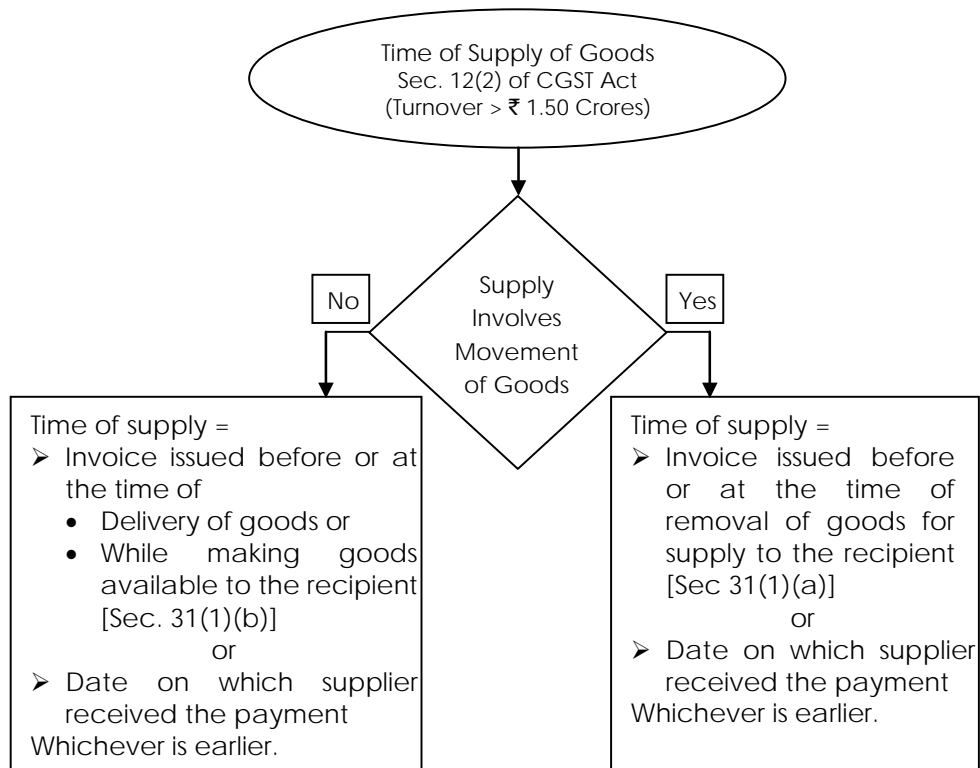 Time of Supply of Goods
Sec. 12(2) of CGST Act
(Turnover > ₹ 1.50 Crores)
Supply
Involves
Movement
of Goods
No
Yes
Time of supply =
➢ Invoice issued before or at
the time of
• Delivery of goods or
• While making goods
available to the recipient
[Sec. 31(1)(b)]
or
➢ Date on which supplier
received the payment
Whichever is earlier.
Time of supply =
➢ Invoice issued before
or at the time of
removal of goods for
supply to the recipient
[Sec 31(1)(a)]
or
➢ Date on which supplier
received the payment
Whichever is earlier.